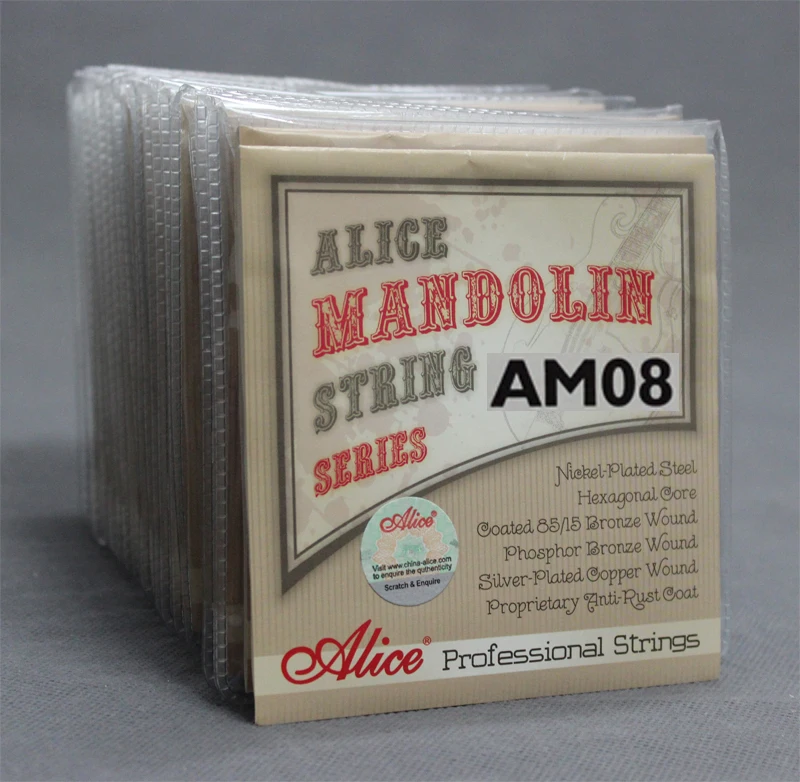 ALICE
MANDOLIN
STRING
AM08
SERIES
Nickel-Plated Steel
Hexagonal Core
Coated 85/15 Bronze Wound
Phosphor Bronze Wound
Silver-Plated Copper Wound
Proprietary Anti-Rust Coat
Alice®
Visit www.china-alice.com
to enquire the quthenticity
Scratch & Enquire
Alice® Professional Strings